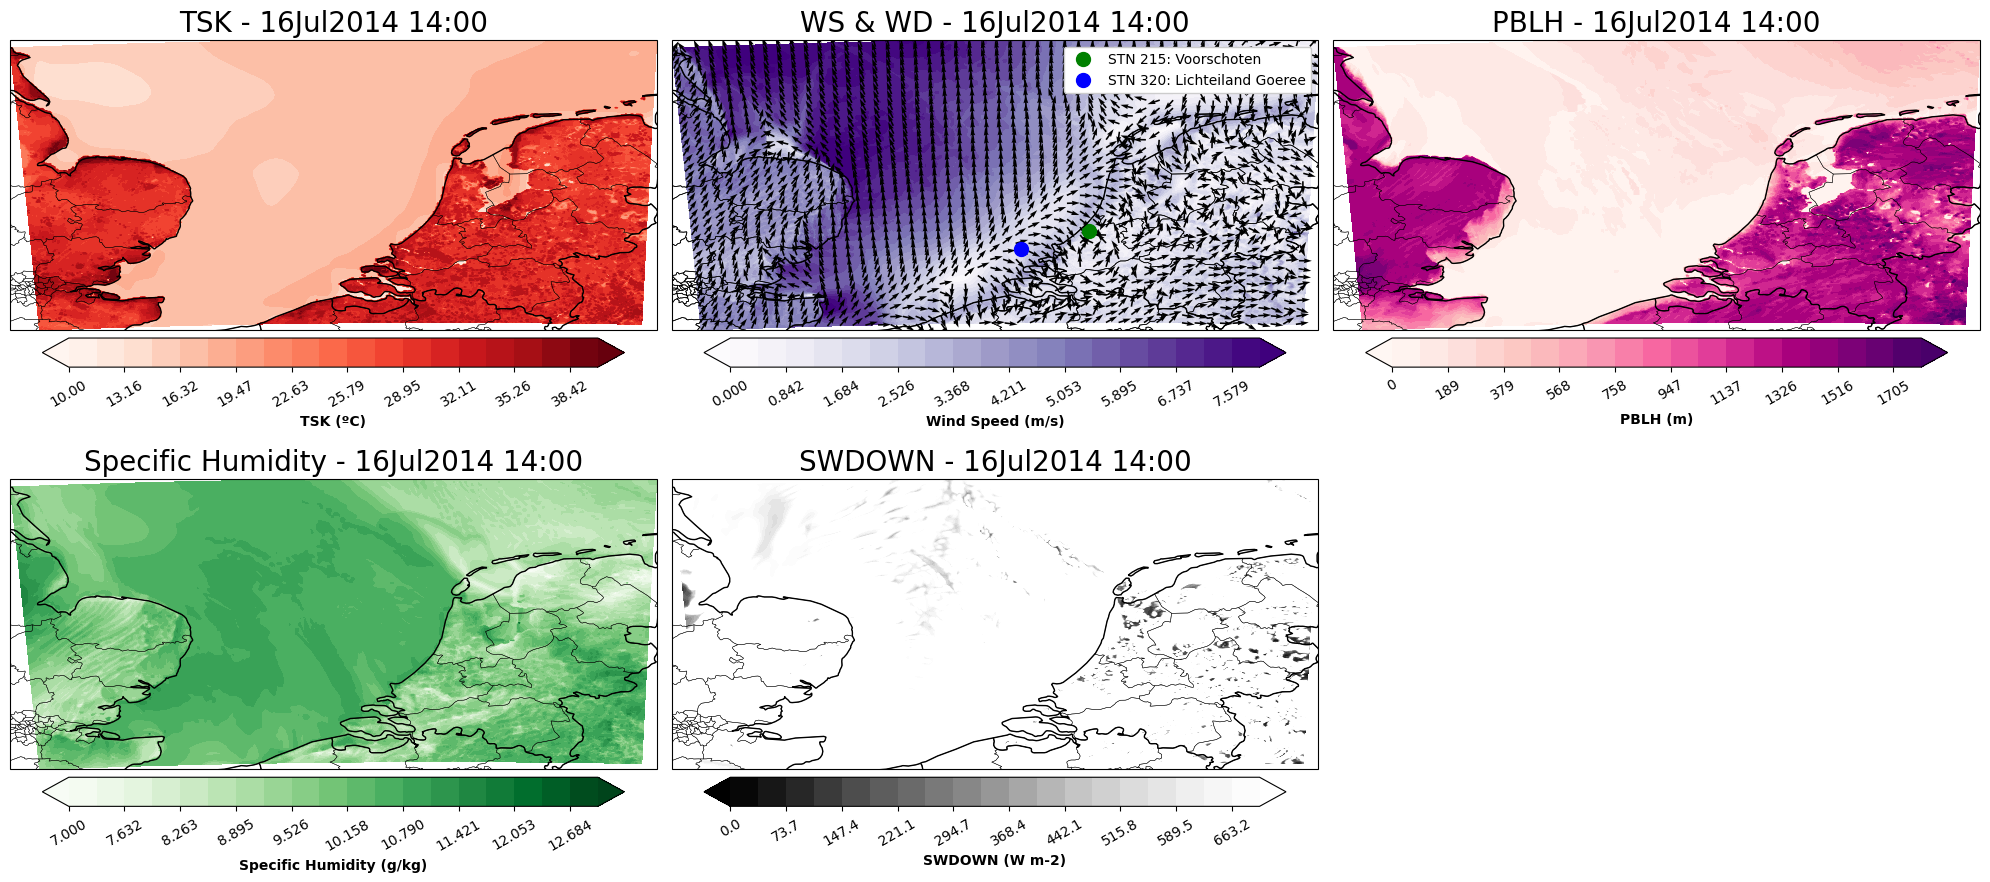 TSK - 16Jul2014 14:00
WS & WD - 16Jul2014 14:00
PBLH - 16Jul2014 14:00
STN 215: Voorschoten
STN 320: Lichteiland Goeree
10.00 13.16 16.32 19.47 22.63 25.79 28.95 32.11 35.26 38.42
TSK (ºC)
0.000 0.842 1.684 2.526 3.368 4.211 5.053 5.895 6.737 7.579
Wind Speed (m/s)
0 189 379 568 758 947 1137 1326 1516 1705
PBLH (m)
Specific Humidity - 16Jul2014 14:00
SWDOWN - 16Jul2014 14:00
7.000 7.632 8.263 8.895 9.526 10.158 10.790 11.421 12.053 12.684
Specific Humidity (g/kg)
0.0 73.7 147.4 221.1 294.7 368.4 442.1 515.8 589.5 663.2
SWDOWN (W m-2)